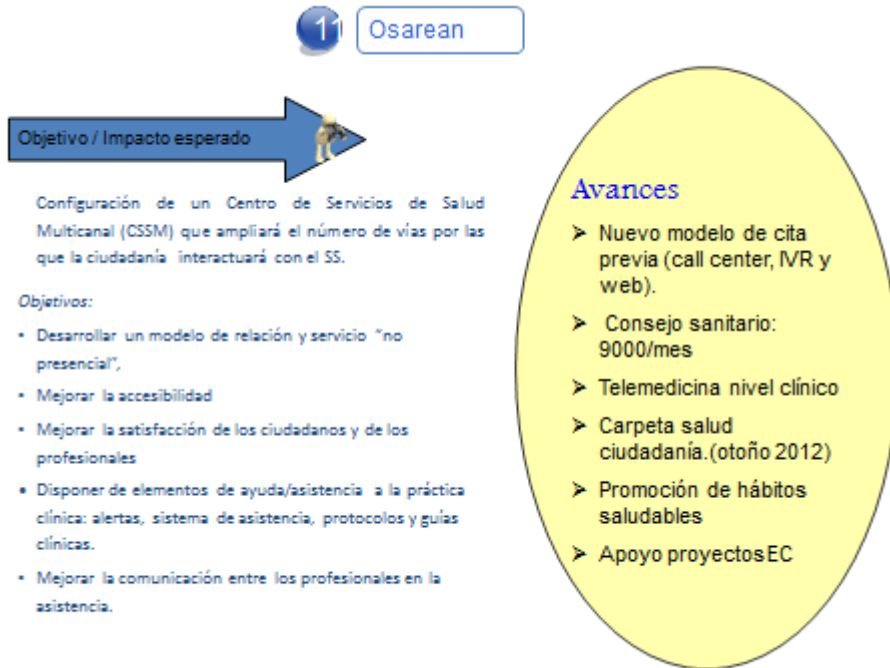 11 Osarean
Objetivo / Impacto esperado
Configuración de un Centro de Servicios de Salud
Multicanal (CSSM) que ampliará el número de vías por las
que la ciudadanía interactuará con el SS.
Objetivos:
• Desarrollar un modelo de relación y servicio “no
presencial”,
• Mejorar la accesibilidad
• Mejorar la satisfacción de los ciudadanos y de los
profesionales
• Disponer de elementos de ayuda/asistencia a la práctica
clínica: alertas, sistema de asistencia, protocolos y guías
clínicas.
• Mejorar la comunicación entre los profesionales en la
asistencia.
Avances
➤ Nuevo modelo de cita
previa (call center, IVR y
web).
➤ Consejo sanitario:
9000/mes
➤ Telemedicina nivel clínico
➤ Carpeta salud
ciudadanía.(otoño 2012)
➤ Promoción de hábitos
saludables
➤ Apoyo proyectos EC